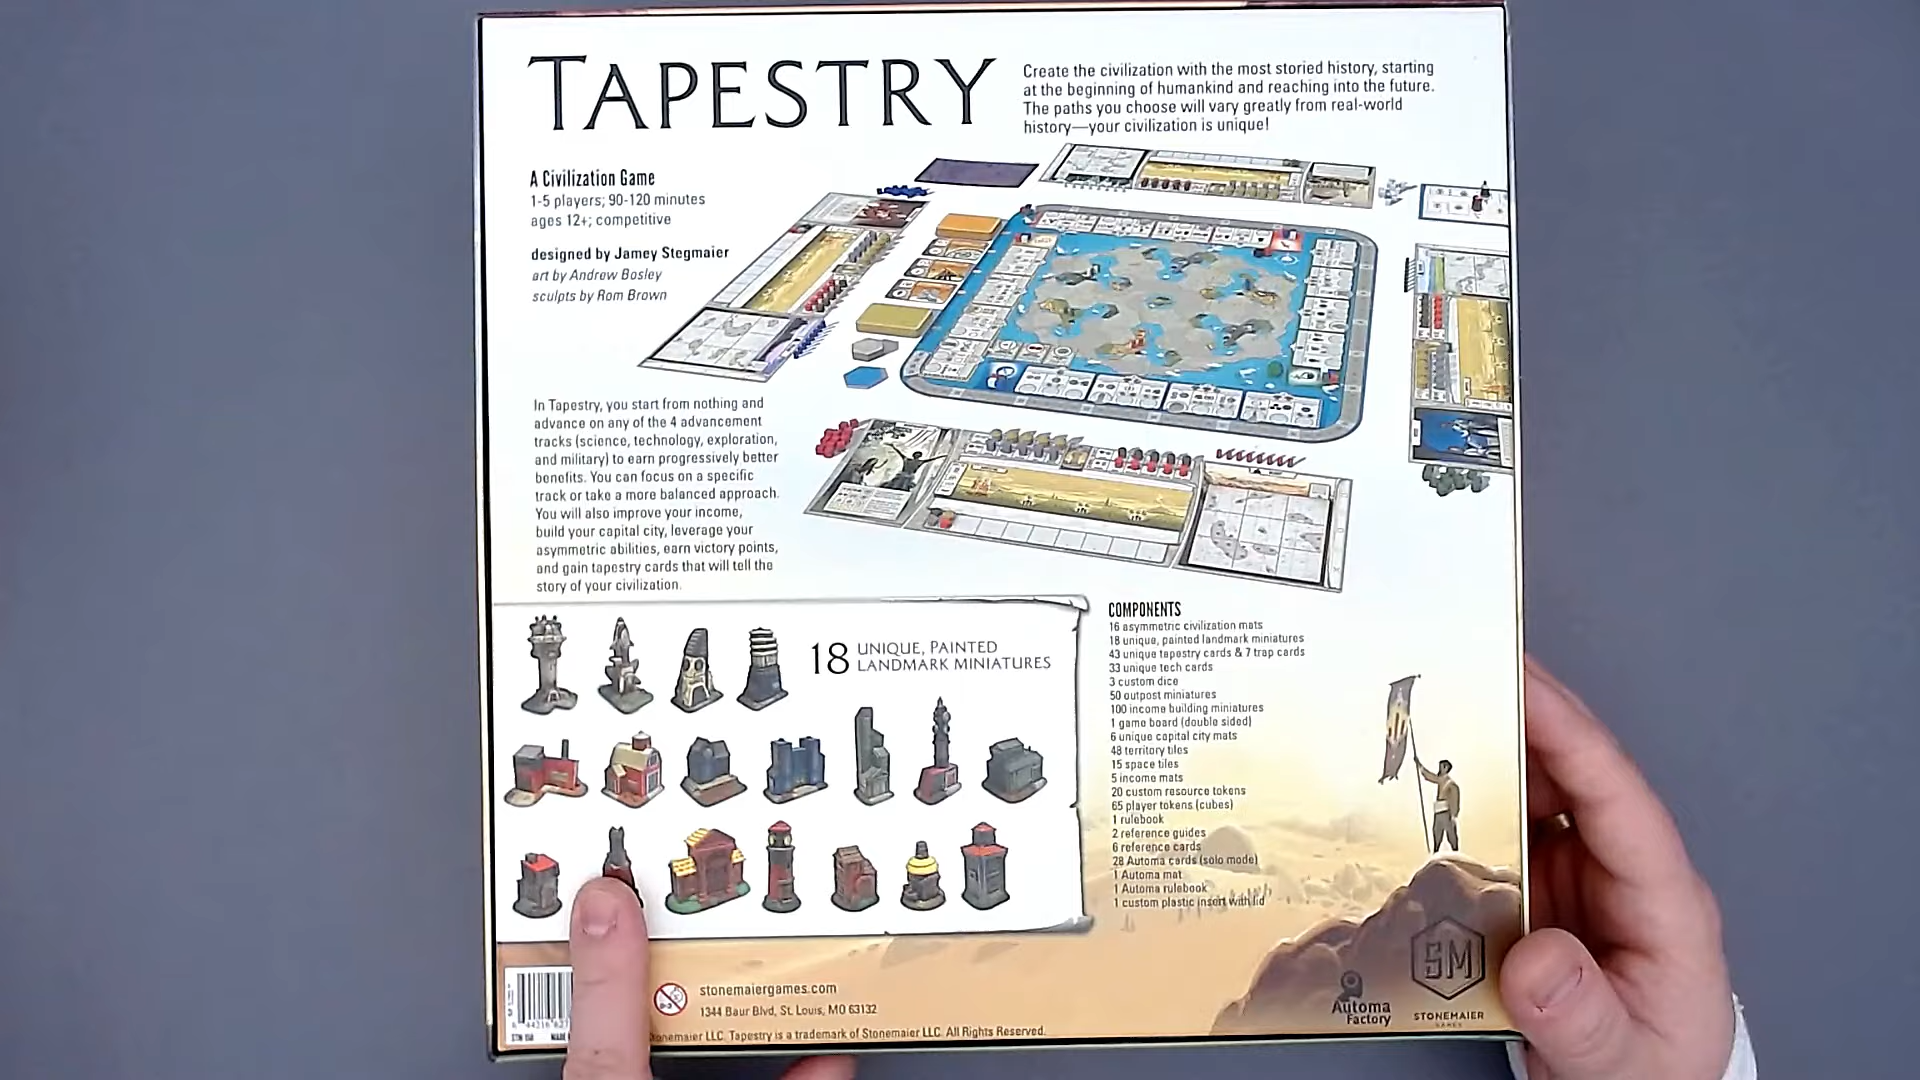 TAPESTRY
Create the civilization with the most storied history, starting
at the beginning of humankind and reaching into the future.
The paths you choose will vary greatly from real-world
history—your civilization is unique!
A Civilization Game
1-5 players; 90-120 minutes
ages 12+; competitive
designed by Jamey Stegmaier
art by Andrew Bosley
sculpts by Rom Brown
In Tapestry, you start from nothing and
advance on any of the 4 advancement
tracks (science, technology, exploration,
and military) to earn progressively better
benefits. You can focus on a specific
track or take a more balanced approach.
You will also improve your income,
build your capital city, leverage your
asymmetric abilities, earn victory points,
and gain tapestry cards that will tell the
story of your civilization.
18 UNIQUE, PAINTED
LANDMARK MINIATURES
COMPONENTS
16 asymmetric civilization mats
18 unique, painted landmark miniatures
43 unique tapestry cards & 7 trap cards
33 unique tech cards
3 custom dice
50 outpost miniatures
100 income building miniatures
1 game board (double sided)
6 unique capital city mats
48 territory tiles
15 space tiles
5 income mats
20 custom resource tokens
65 player tokens (cubes)
1 rulebook
2 reference guides
6 reference cards
28 Automa cards (solo mode)
1 Automa mat
1 Automa rulebook
1 custom plastic insert with lid
stonemaiergames.com
1344 Baur Blvd, St. Louis, MO 63132
LLC. Tapestry is a trademark of Stonemaier LLC. All Rights Reserved.
Automa
Factory
SM
STONEMAIER
GAMES